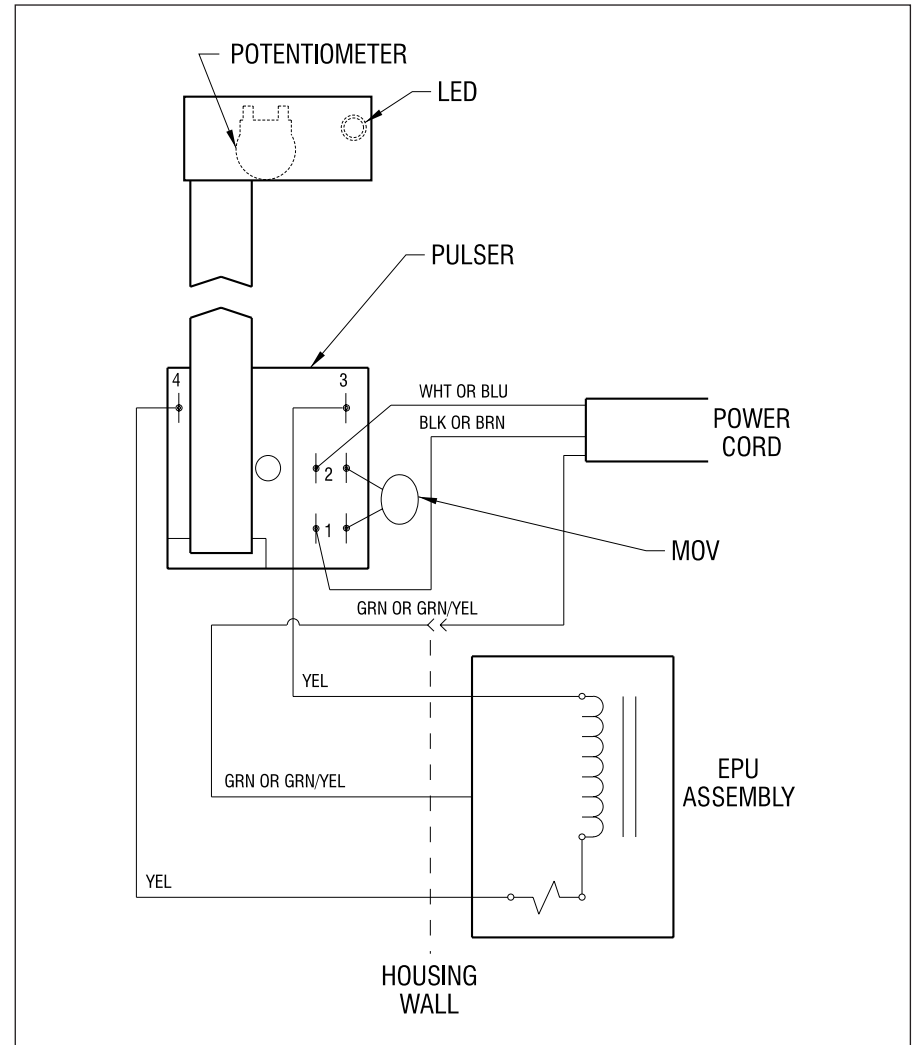 POTENTIOMETER
LED
PULSER
4
3
WHT OR BLU
BLK OR BRN
POWER
CORD
2
1
MOV
GRN OR GRN/YEL
YEL
GRN OR GRN/YEL
EPU
ASSEMBLY
YEL
HOUSING
WALL